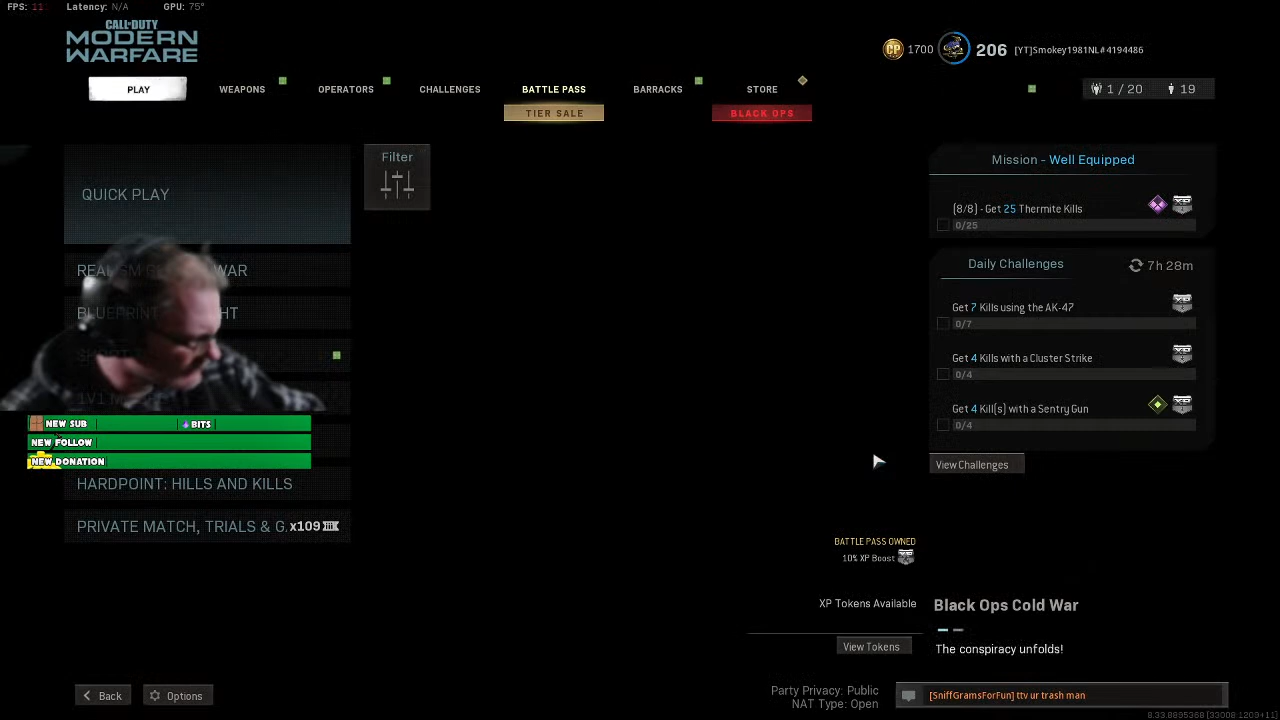 FPS: 11 Latency: N/A GPU: 75°
CALL OF DUTY
MODERN
WARFARE
CP 1700 206 [YT]Smokey1981NL#4194486
PLAY WEAPONS OPERATORS CHALLENGES BATTLE PASS BARRACKS STORE
1 / 20 19
TIER SALE BLACK OPS
QUICK PLAY
Filter
Mission - Well Equipped
(8/8) - Get 25 Thermite Kills
0/25
Daily Challenges 7h 28m
Get 7 Kills using the AK-47
0/7
Get 4 Kills with a Cluster Strike
0/4
Get 4 Kill(s) with a Sentry Gun
0/4
View Challenges
WAR
1V1
NEW SUB BITS
NEW FOLLOW
NEW DONATION
HARDPOINT: HILLS AND KILLS
PRIVATE MATCH, TRIALS & G. x109
BATTLE PASS OWNED
10% XP Boost
XP Tokens Available
View Tokens
Black Ops Cold War
The conspiracy unfolds!
Back Options
Party Privacy: Public
NAT Type: Open
[SniffGramsForFun] ttv ur trash man